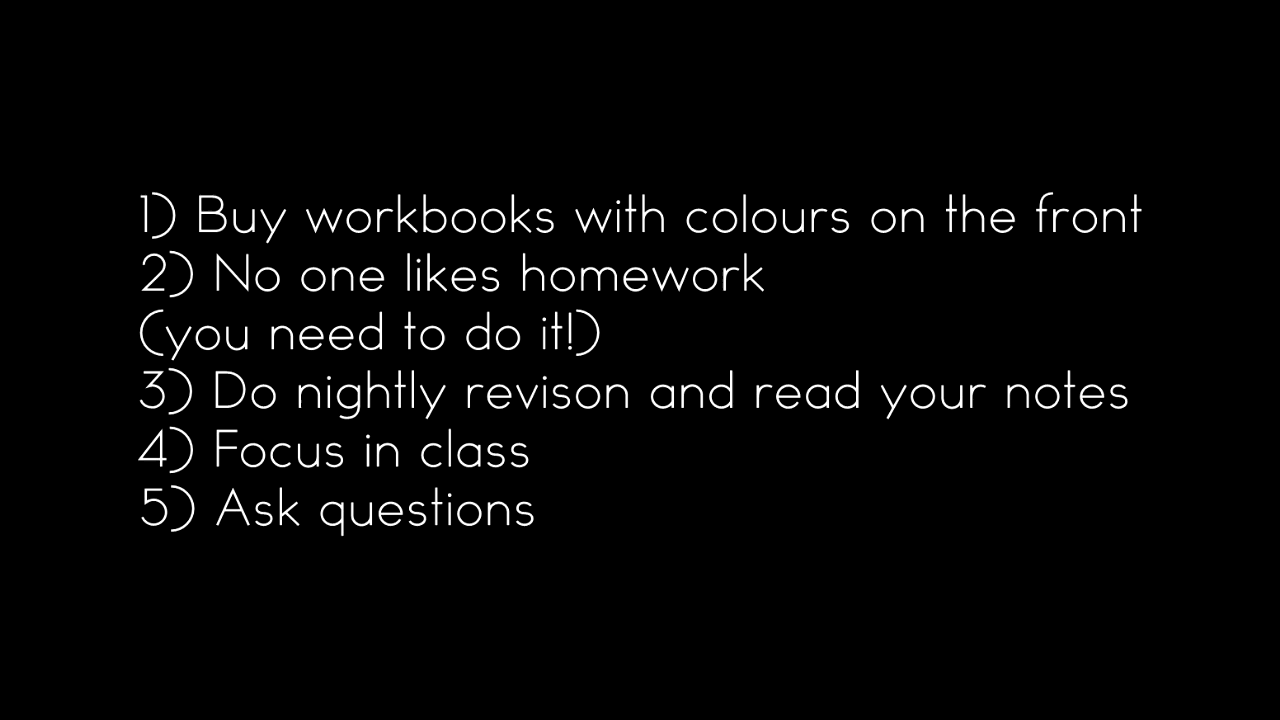 1) Buy workbooks with colours on the front
2) No one likes homework
(you need to do it!)
3) Do nightly revison and read your notes
4) Focus in class
5) Ask questions